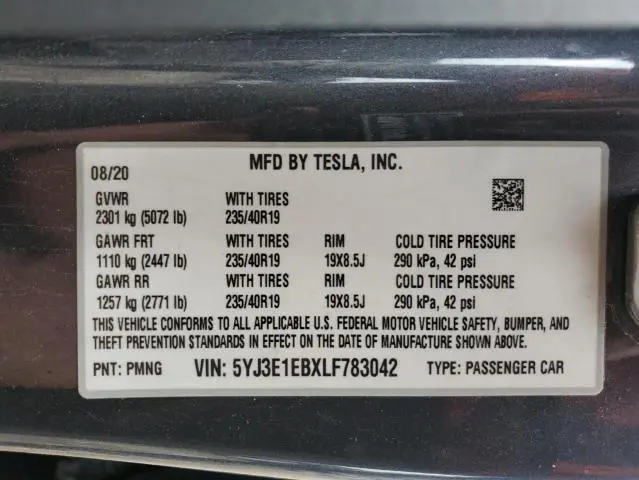 08/20 MFD BY TESLA, INC.
GVWR WITH TIRES
2301 kg (5072 lb) 235/40R19
GAWR FRT WITH TIRES RIM COLD TIRE PRESSURE
1110 kg (2447 lb) 235/40R19 19X8.5J 290 kPa, 42 psi
GAWR RR WITH TIRES RIM COLD TIRE PRESSURE
1257 kg (2771 lb) 235/40R19 19X8.5J 290 kPa, 42 psi
THIS VEHICLE CONFORMS TO ALL APPLICABLE U.S. FEDERAL MOTOR VEHICLE SAFETY, BUMPER, AND
THEFT PREVENTION STANDARDS IN EFFECT ON THE DATE OF MANUFACTURE SHOWN ABOVE.
PNT: PMNG VIN: 5YJ3E1EBXLF783042 TYPE: PASSENGER CAR